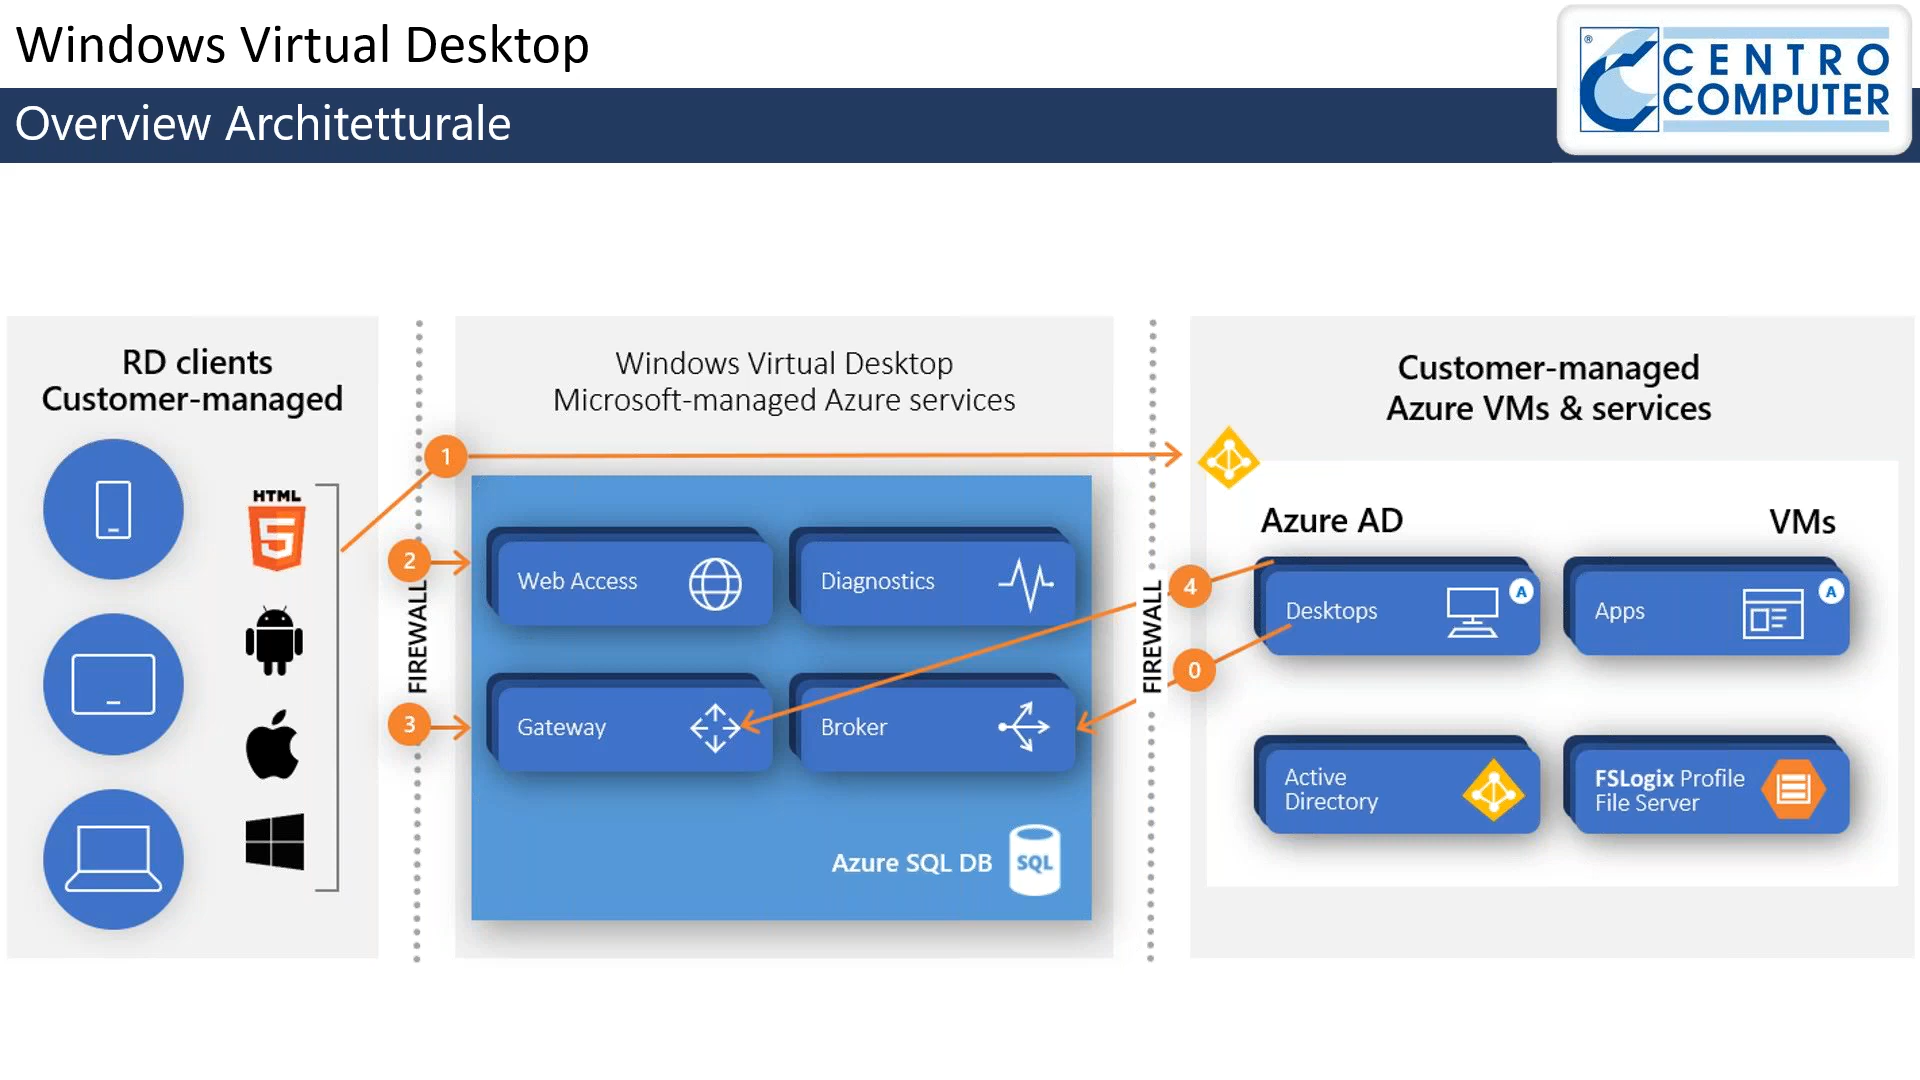 Windows Virtual Desktop
Overview Architetturale
®
CENTRO
COMPUTER
RD clients
Customer-managed
HTML
5
FIREWALL
1
2
3
Windows Virtual Desktop
Microsoft-managed Azure services
Web Access
Diagnostics
Gateway
Broker
Azure SQL DB
SQL
FIREWALL
4
0
Customer-managed
Azure VMs & services
Azure AD
VMs
Desktops
A
Apps
A
Active
Directory
FSLogix Profile
File Server